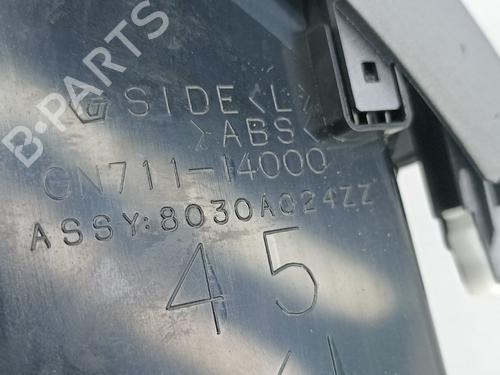 B-PARTS
G SIDE<L>
>ABS<
GN711-14000
ASSY:8030A024ZZ
45